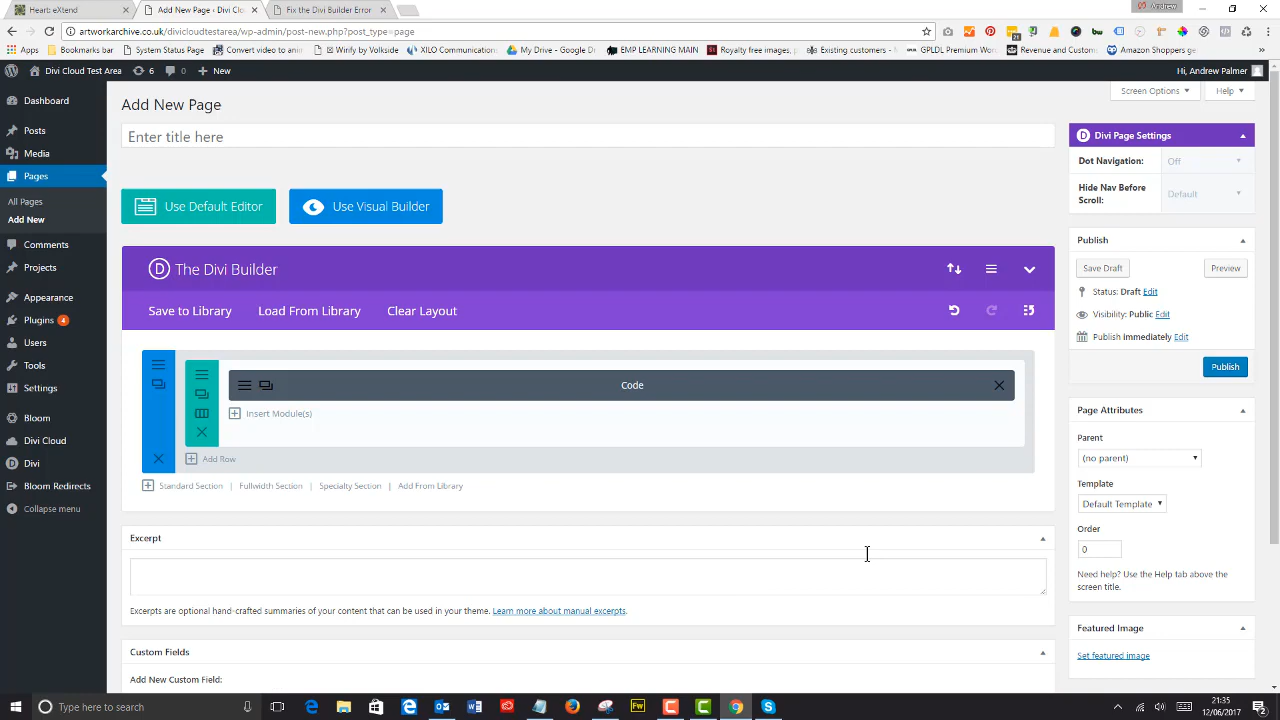 Hearb: eXtend
Add New Page ‹ Divi Clou
Fix the Divi Builder Error
Andrew
artworkarchive.co.uk/divicloudtestarea/wp-admin/post-new.php?post_type=page
Apps
Bookmarks bar
System Status Page
Convert video to anim
Wirify by volkside
XILO Communication
My Drive - Google D
EMP LEARNING MAIN
Royalty free images,
Existing customers -
GPLDL Premium Wor
Revenue and Custom
Amazon Shoppers ge
»
Divi Cloud Test Area
6
0
New
Hi, Andrew Palmer
Dashboard
Posts
Media
Pages
All Pages
Add New
Comments
Projects
Appearance
Plugins 4
Users
Tools
Settings
Bloom
Divi Cloud
Divi
Bloom Redirects
Collapse menu
Screen Options
Help
Add New Page
Enter title here
Use Default Editor
Use Visual Builder
D The Divi Builder
Save to Library
Load From Library
Clear Layout
Code
Insert Module(s)
Add Row
Standard Section | Fullwidth Section | Specialty Section | Add From Library
Excerpt
Excerpts are optional hand-crafted summaries of your content that can be used in your theme. Learn more about manual excerpts.
Custom Fields
Add New Custom Field:
D Divi Page Settings
Dot Navigation: Off
Hide Nav Before Default
Scroll:
Publish
Save Draft
Preview
Status: Draft Edit
Visibility: Public Edit
Publish immediately Edit
Publish
Page Attributes
Parent
(no parent)
Template
Default Template
Order
0
Need help? Use the Help tab above the
screen title.
Featured Image
Set featured image
Type here to search
Fw
21:35
12/06/2017